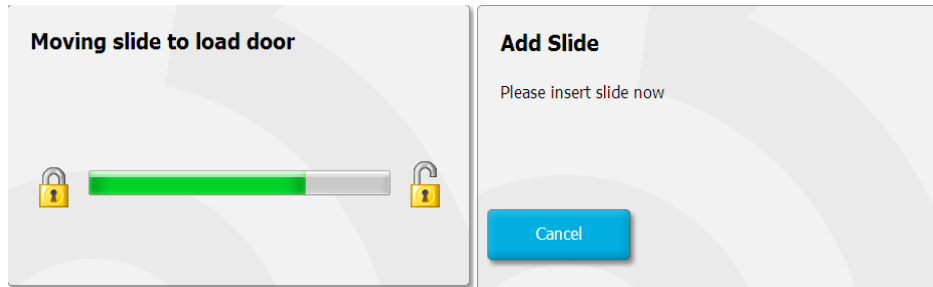 Moving slide to load door
Add Slide
Please insert slide now
Cancel